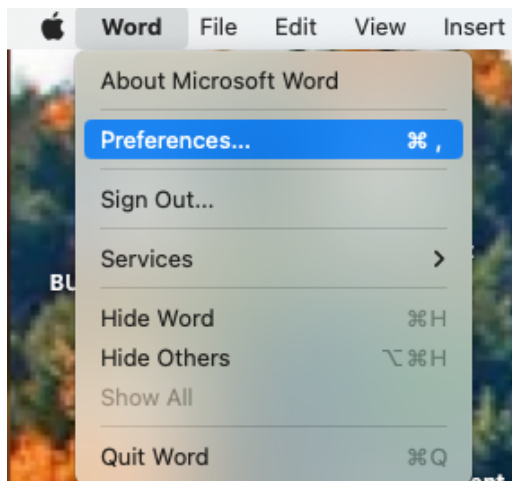 Word File Edit View Insert
About Microsoft Word
Preferences... ⌘ ,
Sign Out...
Services >
BU
Hide Word ⌘H
Hide Others ⌥⌘H
Show All
Quit Word ⌘Q